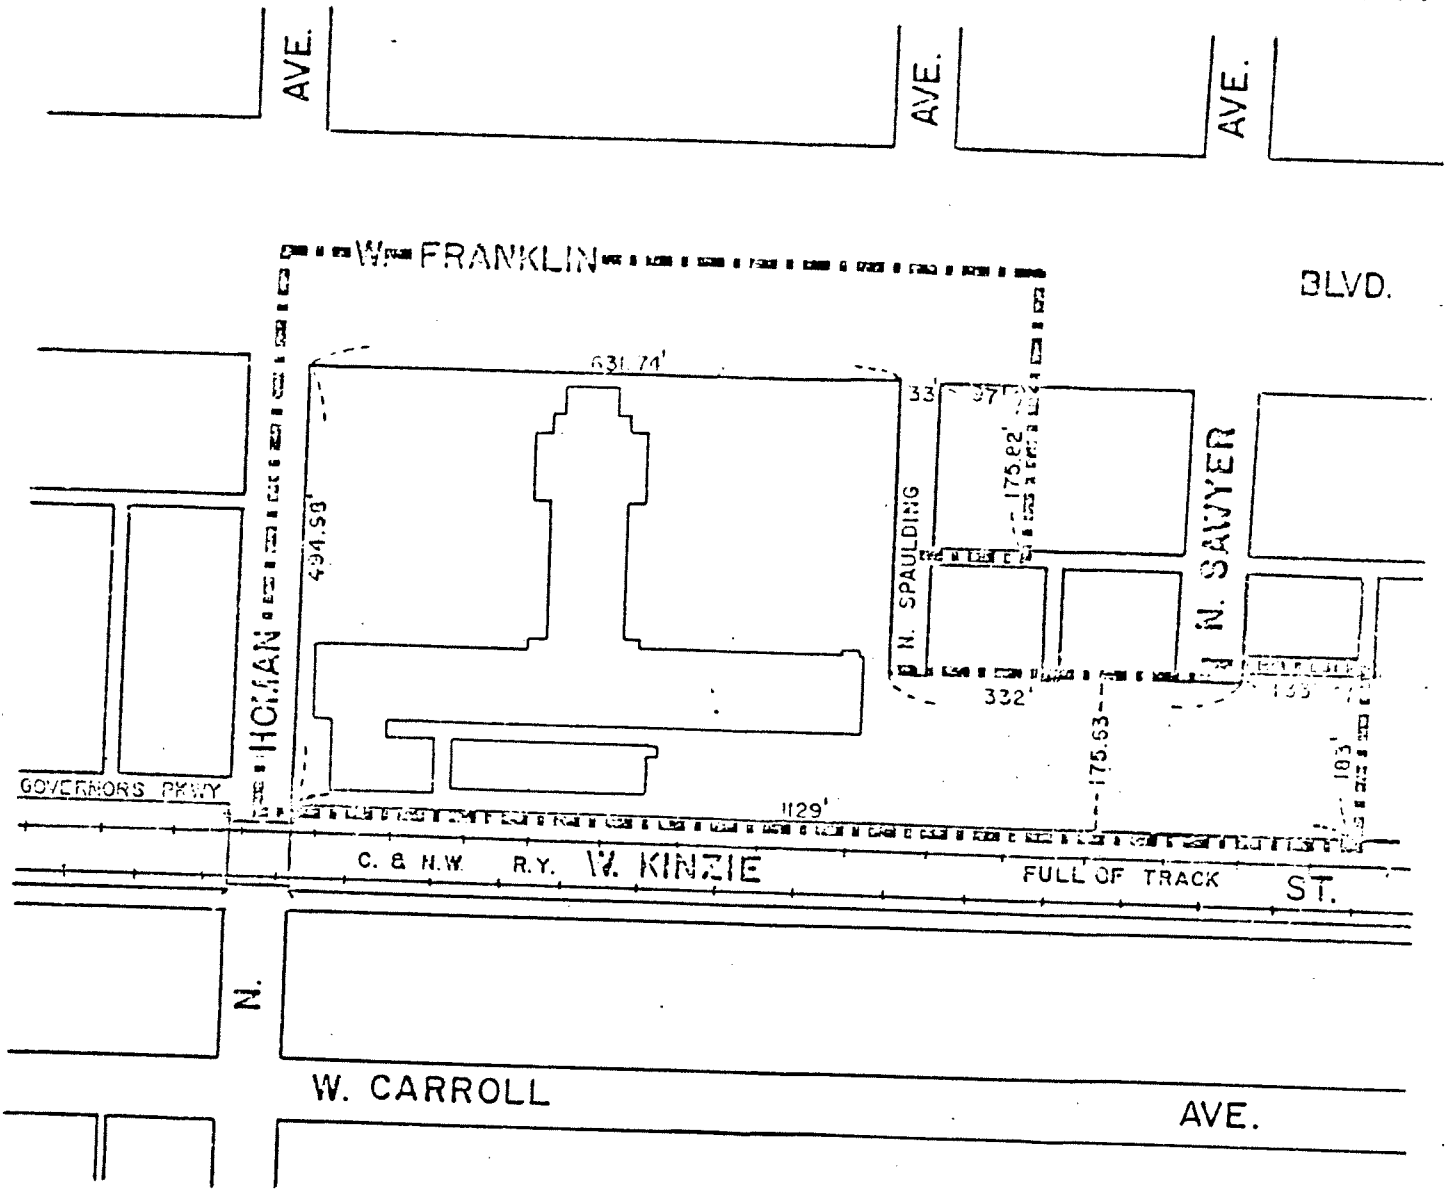 AVE.
AVE.
AVE.
W. FRANKLIN
BLVD.
631.74'
33'
97'
175.82'
494.58'
N. SPAULDING
N. SAWYER
HOMAN
332'
133'
175.63
183'
GOVERNORS PKWY
1129'
C. & N.W. R.Y.
W. KINZIE
FULL OF TRACK
ST.
N.
W. CARROLL
AVE.